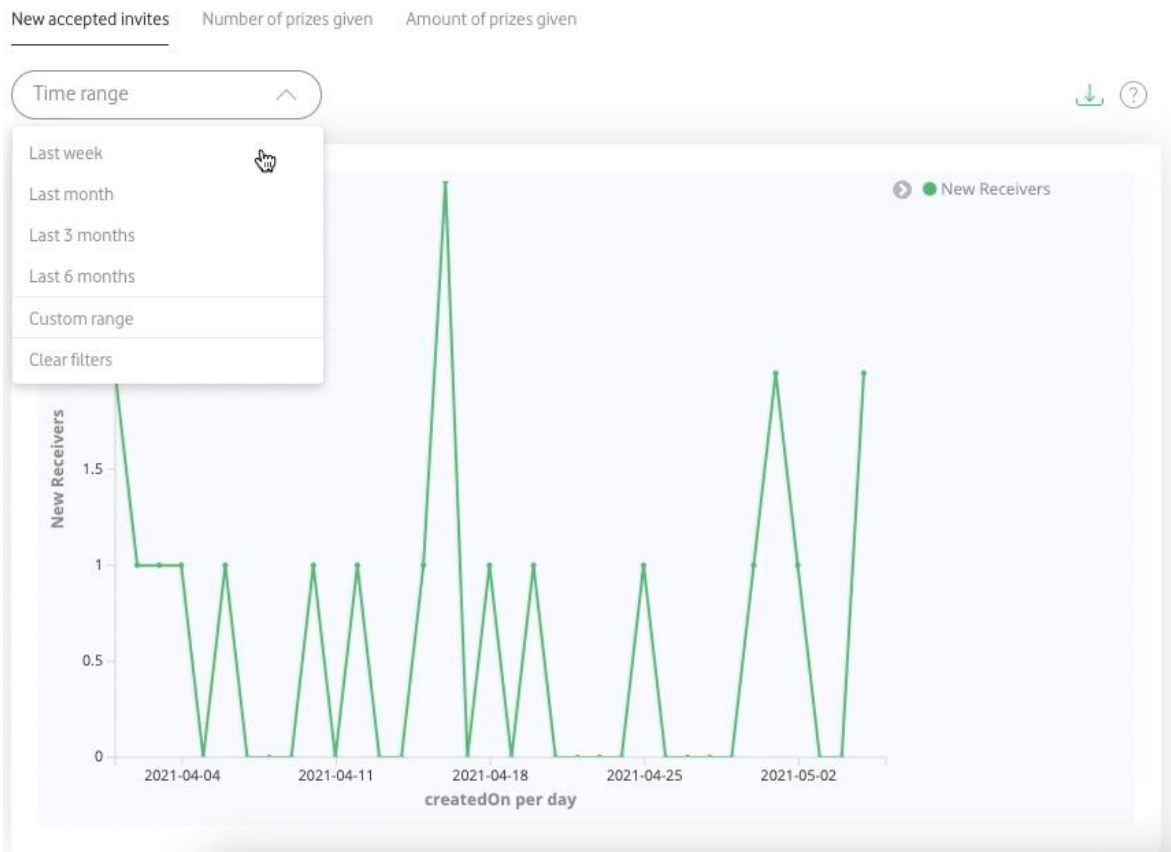 New accepted invites Number of prizes given Amount of prizes given
Time range
?
Last week
Last month
Last 3 months
Last 6 months
Custom range
Clear filters
New Receivers
New Receivers
1.5
1
0.5
0
2021-04-04 2021-04-11 2021-04-18 2021-04-25 2021-05-02
createdOn per day